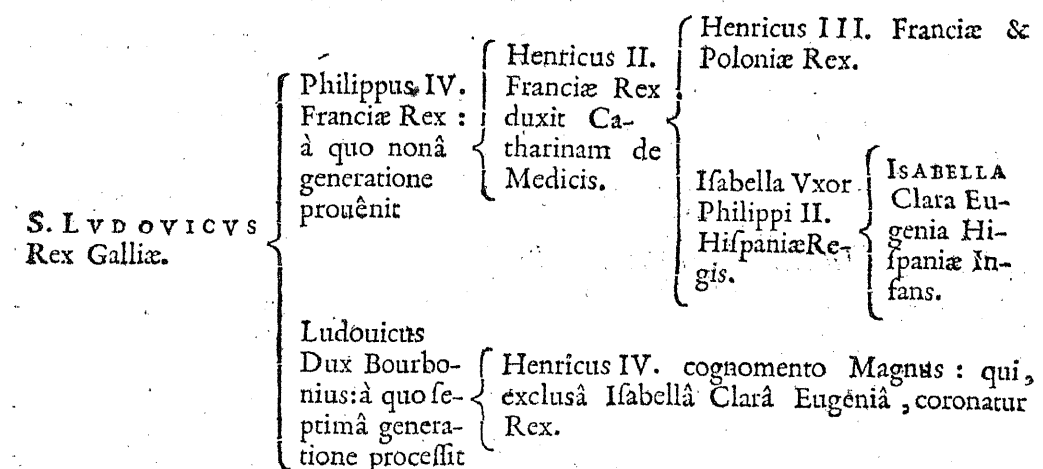 S. LVDOVICVS
Rex Galliæ.
Philippus IV.
Franciæ Rex :
à quo nonâ
generatione
prouênit
Henricus II.
Franciæ Rex
duxit Ca-
tharinam de
Medicis.
Henricus III. Franciæ &
Poloniæ Rex.
Iſabella Vxor
Philippi II.
HiſpaniæRe-
gis.
ISABELLA
Clara Eu-
genia Hi-
ſpaniæ In-
fans.
Ludouicus
Dux Bourbo-
nius:à quo ſe-
ptimâ genera-
tione proceſſit
Henricus IV. cognomento Magnus : qui,
excluſâ Iſabellâ Clarâ Eugéniâ , coronatur
Rex.